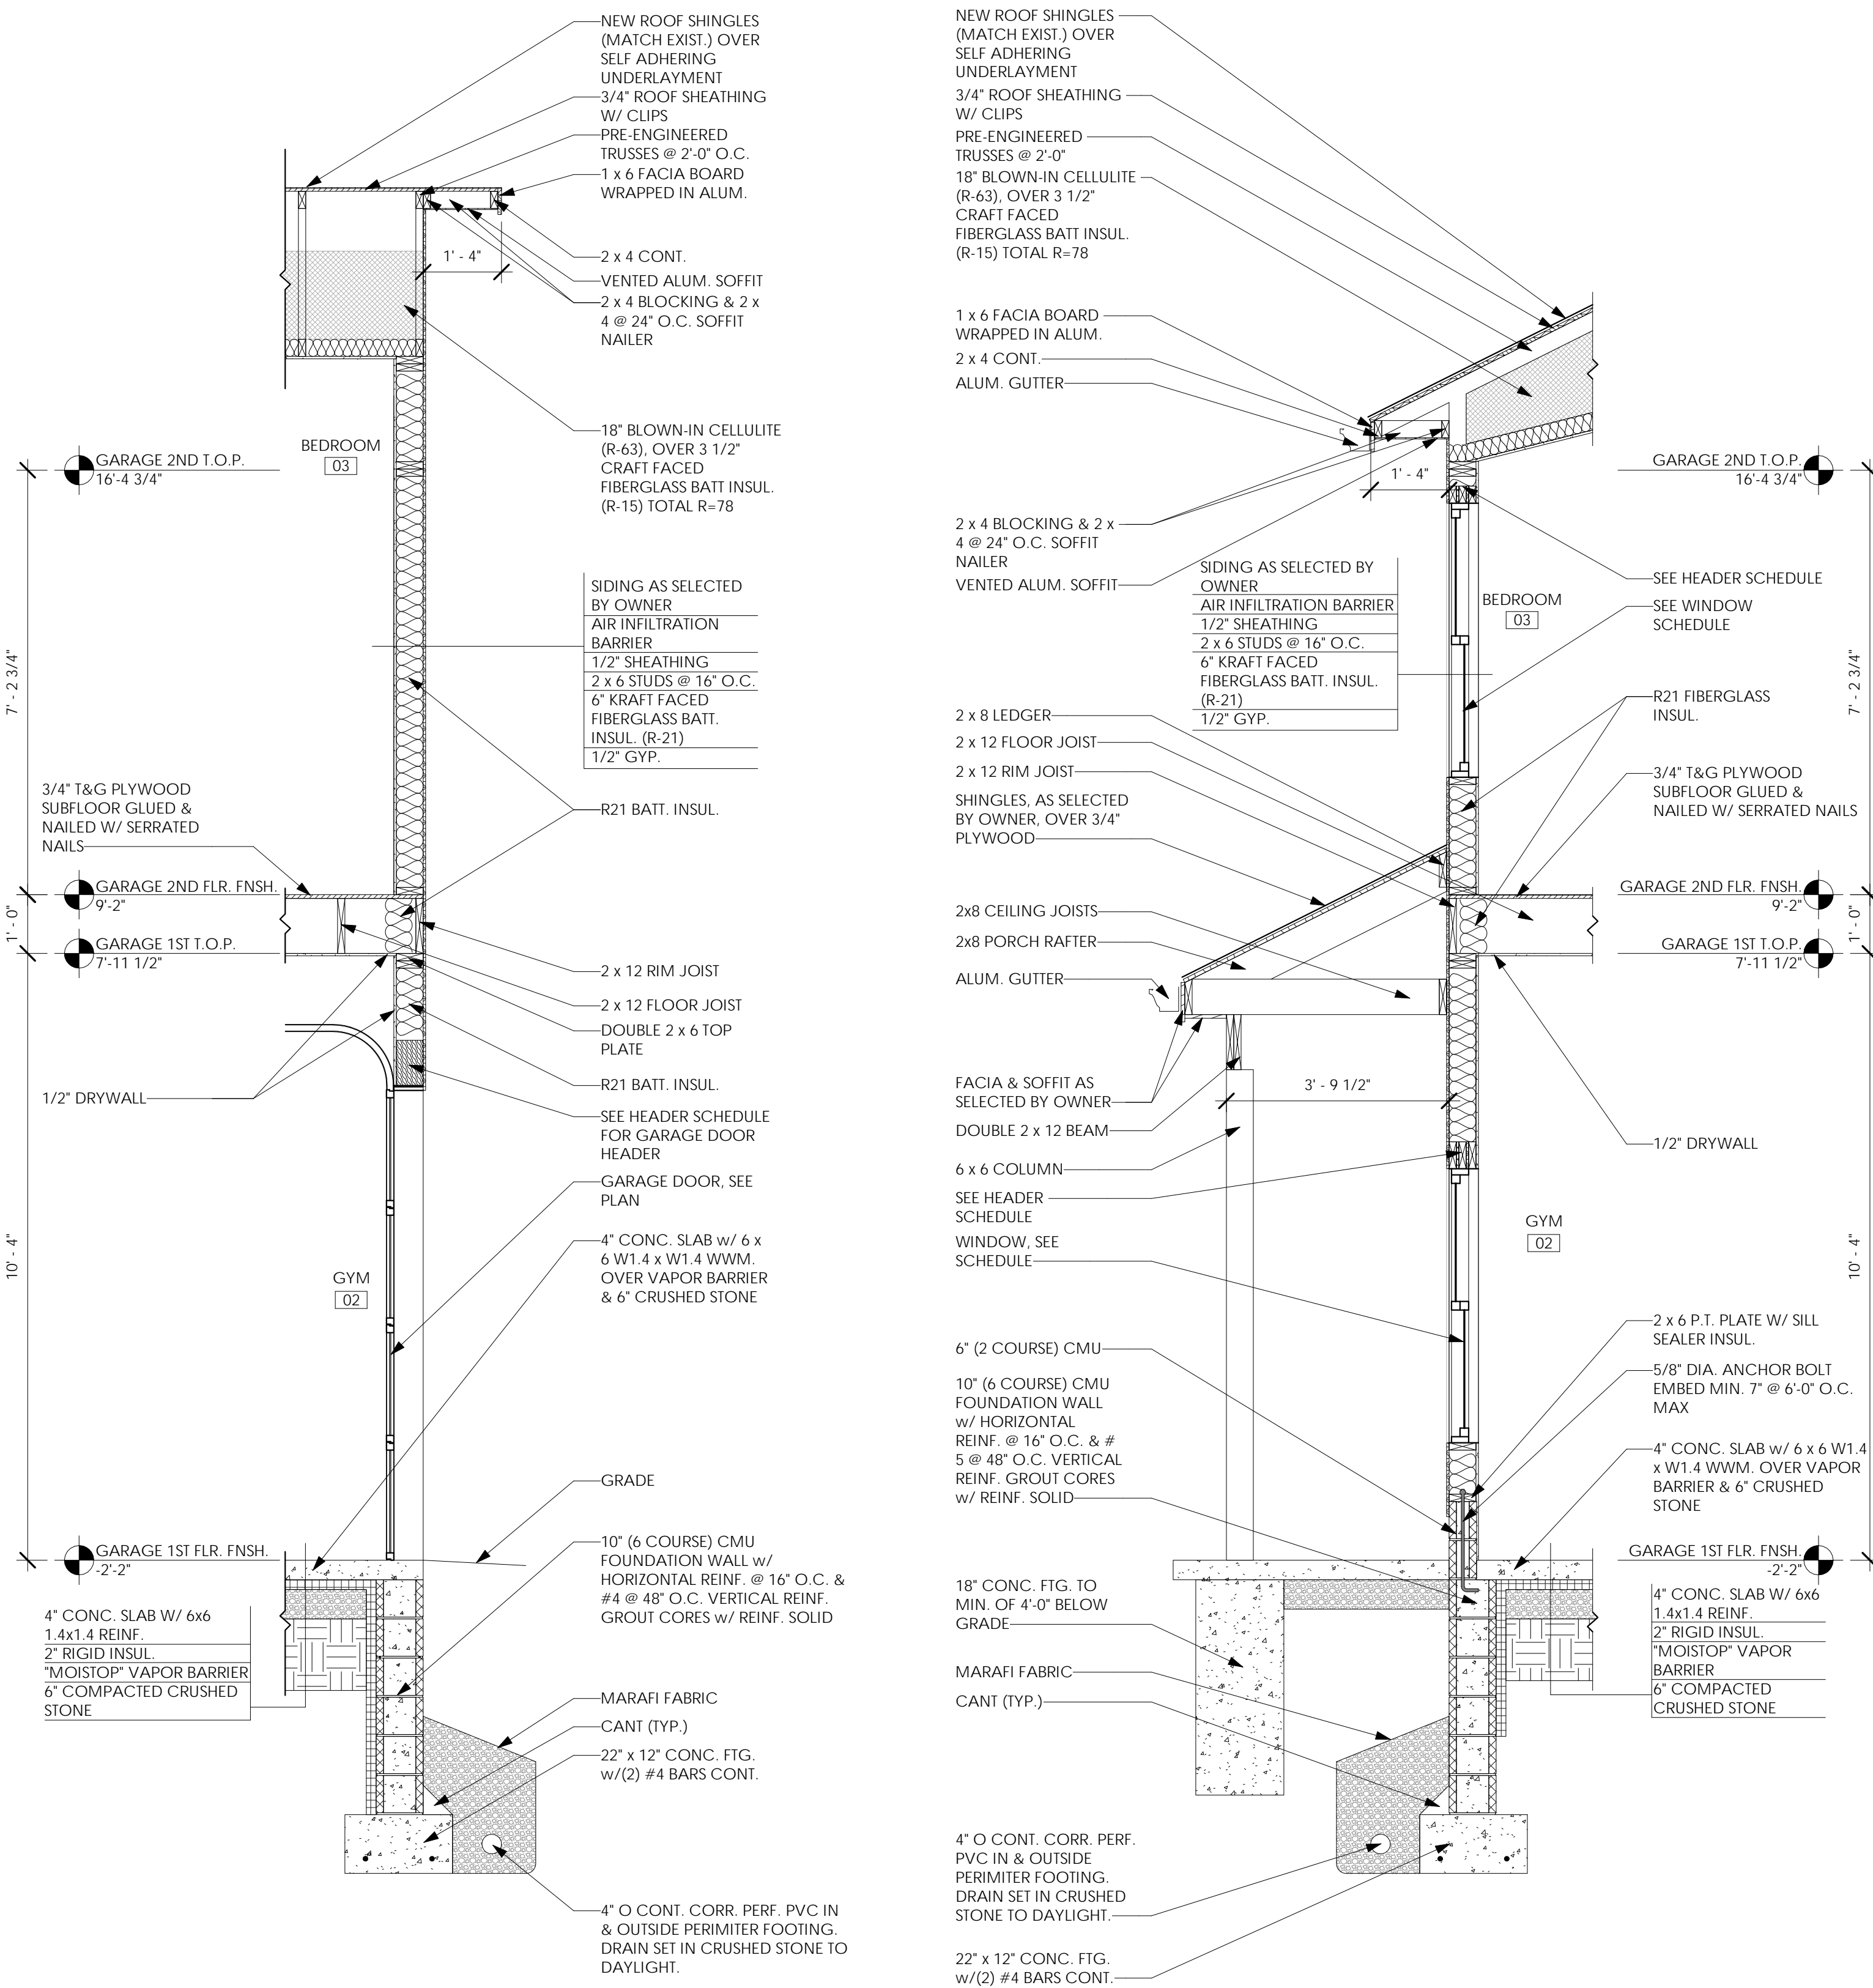 NEW ROOF SHINGLES
(MATCH EXIST.) OVER
SELF ADHERING
UNDERLAYMENT
3/4" ROOF SHEATHING
W/ CLIPS
PRE-ENGINEERED
TRUSSES @ 2'-0" O.C.
1 x 6 FACIA BOARD
WRAPPED IN ALUM.
1' - 4"
2 x 4 CONT.
VENTED ALUM. SOFFIT
2 x 4 BLOCKING & 2 x
4 @ 24" O.C. SOFFIT
NAILER
18" BLOWN-IN CELLULITE
(R-63), OVER 3 1/2"
CRAFT FACED
FIBERGLASS BATT INSUL.
(R-15) TOTAL R=78
BEDROOM
03
GARAGE 2ND T.O.P.
16'-4 3/4"
SIDING AS SELECTED
BY OWNER
AIR INFILTRATION
BARRIER
1/2" SHEATHING
2 x 6 STUDS @ 16" O.C.
6" KRAFT FACED
FIBERGLASS BATT.
INSUL. (R-21)
1/2" GYP.
7' - 2 3/4"
R21 BATT. INSUL.
3/4" T&G PLYWOOD
SUBFLOOR GLUED &
NAILED W/ SERRATED
NAILS
GARAGE 2ND FLR. FNSH.
9'-2"
1' - 0"
GARAGE 1ST T.O.P.
7'-11 1/2"
2 x 12 RIM JOIST
2 x 12 FLOOR JOIST
DOUBLE 2 x 6 TOP
PLATE
R21 BATT. INSUL.
1/2" DRYWALL
SEE HEADER SCHEDULE
FOR GARAGE DOOR
HEADER
GARAGE DOOR, SEE
PLAN
4" CONC. SLAB w/ 6 x
6 W1.4 x W1.4 WWM.
OVER VAPOR BARRIER
& 6" CRUSHED STONE
10' - 4"
GYM
02
GRADE
GARAGE 1ST FLR. FNSH.
-2'-2"
10" (6 COURSE) CMU
FOUNDATION WALL w/
HORIZONTAL REINF. @ 16" O.C. &
#4 @ 48" O.C. VERTICAL REINF.
GROUT CORES w/ REINF. SOLID
4" CONC. SLAB W/ 6x6
1.4x1.4 REINF.
2" RIGID INSUL.
"MOISTOP" VAPOR BARRIER
6" COMPACTED CRUSHED
STONE
MARAFI FABRIC
CANT (TYP.)
22" x 12" CONC. FTG.
w/(2) #4 BARS CONT.
4" O CONT. CORR. PERF. PVC IN
& OUTSIDE PERIMITER FOOTING.
DRAIN SET IN CRUSHED STONE TO
DAYLIGHT.
NEW ROOF SHINGLES
(MATCH EXIST.) OVER
SELF ADHERING
UNDERLAYMENT
3/4" ROOF SHEATHING
W/ CLIPS
PRE-ENGINEERED
TRUSSES @ 2'-0"
18" BLOWN-IN CELLULITE
(R-63), OVER 3 1/2"
CRAFT FACED
FIBERGLASS BATT INSUL.
(R-15) TOTAL R=78
1 x 6 FACIA BOARD
WRAPPED IN ALUM.
2 x 4 CONT.
ALUM. GUTTER
1' - 4"
2 x 4 BLOCKING & 2 x
4 @ 24" O.C. SOFFIT
NAILER
VENTED ALUM. SOFFIT
SIDING AS SELECTED BY
OWNER
AIR INFILTRATION BARRIER
1/2" SHEATHING
2 x 6 STUDS @ 16" O.C.
6" KRAFT FACED
FIBERGLASS BATT. INSUL.
(R-21)
1/2" GYP.
GARAGE 2ND T.O.P.
16'-4 3/4"
SEE HEADER SCHEDULE
BEDROOM
03
SEE WINDOW
SCHEDULE
7' - 2 3/4"
R21 FIBERGLASS
INSUL.
3/4" T&G PLYWOOD
SUBFLOOR GLUED &
NAILED W/ SERRATED NAILS
2 x 8 LEDGER
2 x 12 FLOOR JOIST
2 x 12 RIM JOIST
SHINGLES, AS SELECTED
BY OWNER, OVER 3/4"
PLYWOOD
GARAGE 2ND FLR. FNSH.
9'-2"
1' - 0"
GARAGE 1ST T.O.P.
7'-11 1/2"
2x8 CEILING JOISTS
2x8 PORCH RAFTER
ALUM. GUTTER
FACIA & SOFFIT AS
SELECTED BY OWNER
3' - 9 1/2"
DOUBLE 2 x 12 BEAM
1/2" DRYWALL
6 x 6 COLUMN
SEE HEADER
SCHEDULE
WINDOW, SEE
SCHEDULE
GYM
02
10' - 4"
2 x 6 P.T. PLATE W/ SILL
SEALER INSUL.
5/8" DIA. ANCHOR BOLT
EMBED MIN. 7" @ 6'-0" O.C.
MAX
4" CONC. SLAB w/ 6 x 6 W1.4
x W1.4 WWM. OVER VAPOR
BARRIER & 6" CRUSHED
STONE
6" (2 COURSE) CMU
10" (6 COURSE) CMU
FOUNDATION WALL
w/ HORIZONTAL
REINF. @ 16" O.C. & #
5 @ 48" O.C. VERTICAL
REINF. GROUT CORES
w/ REINF. SOLID
GARAGE 1ST FLR. FNSH.
-2'-2"
18" CONC. FTG. TO
MIN. OF 4'-0" BELOW
GRADE
4" CONC. SLAB W/ 6x6
1.4x1.4 REINF.
2" RIGID INSUL.
"MOISTOP" VAPOR
BARRIER
6" COMPACTED
CRUSHED STONE
MARAFI FABRIC
CANT (TYP.)
4" O CONT. CORR. PERF.
PVC IN & OUTSIDE
PERIMITER FOOTING.
DRAIN SET IN CRUSHED
STONE TO DAYLIGHT.
22" x 12" CONC. FTG.
w/(2) #4 BARS CONT.